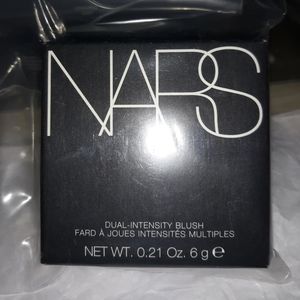 NARS
DUAL-INTENSITY BLUSH
FARD À JOUES INTENSITÉS MULTIPLES
NET WT. 0.21 Oz. 6 g ℮